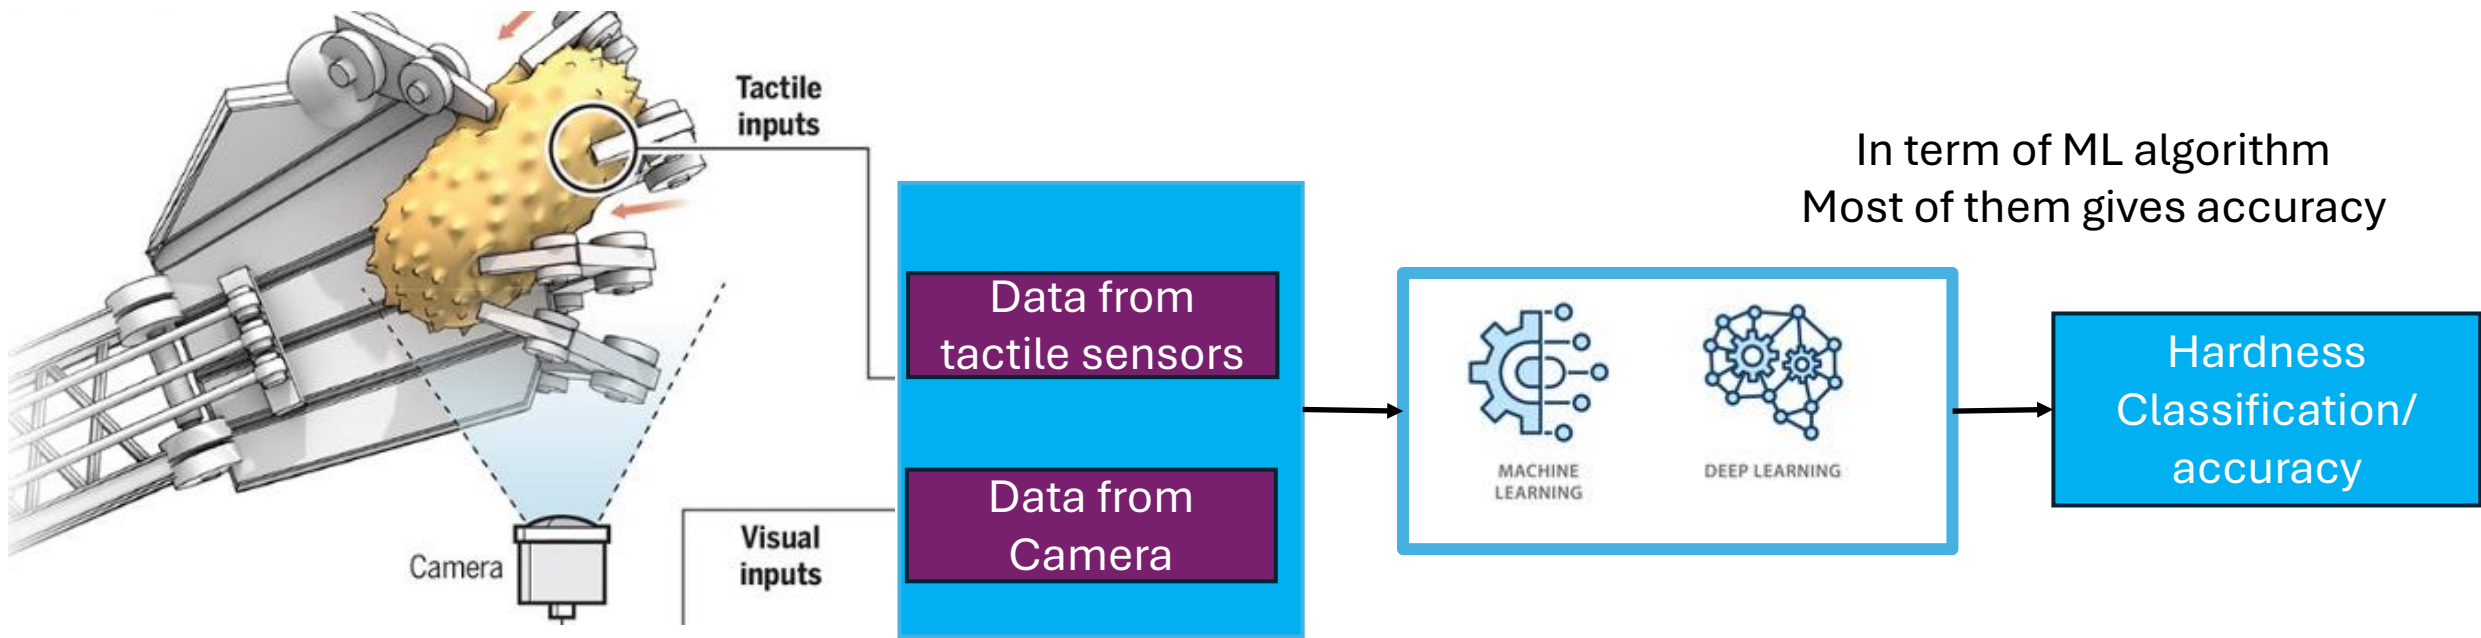 Tactile
inputs
In term of ML algorithm
Most of them gives accuracy
Data from
tactile sensors
Data from
Camera
Camera
Visual
inputs
MACHINE
LEARNING
DEEP LEARNING
Hardness
Classification/
accuracy